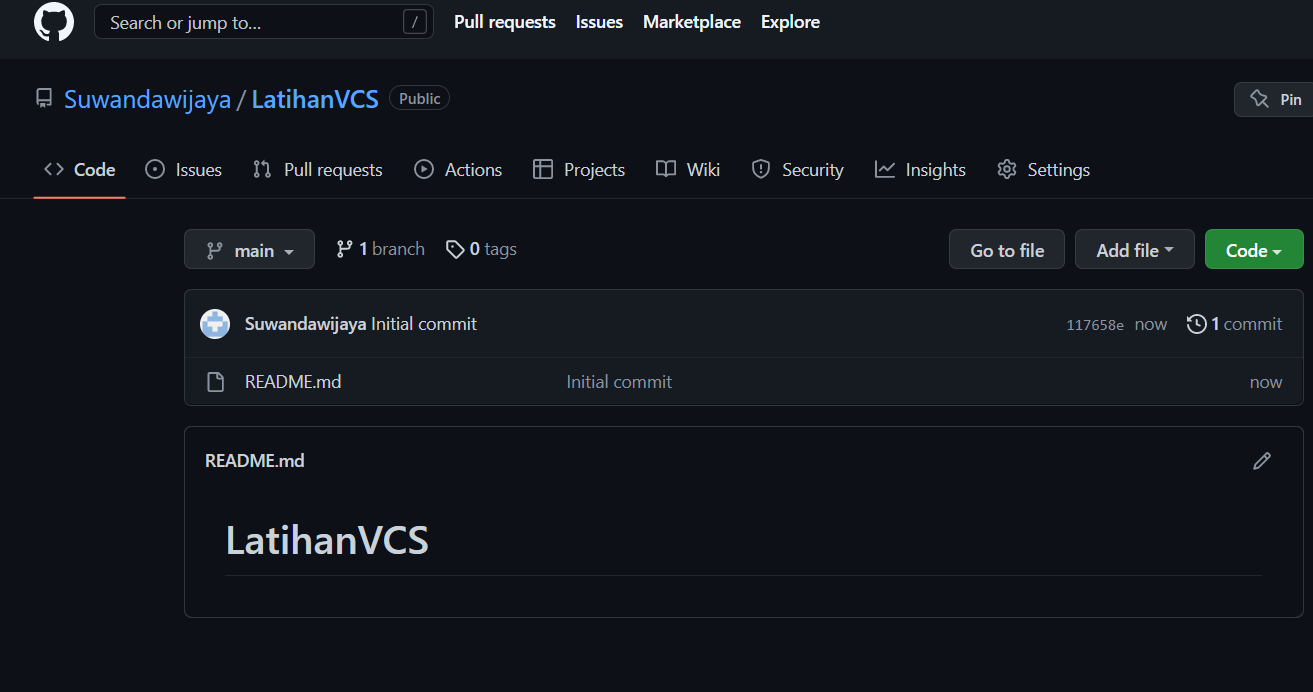 Search or jump to... / Pull requests Issues Marketplace Explore
Suwandawijaya / LatihanVCS Public Pin
Code Issues Pull requests Actions Projects Wiki Security Insights Settings
main 1 branch 0 tags Go to file Add file Code
Suwandawijaya Initial commit 117658e now 1 commit
README.md Initial commit now
README.md
LatihanVCS